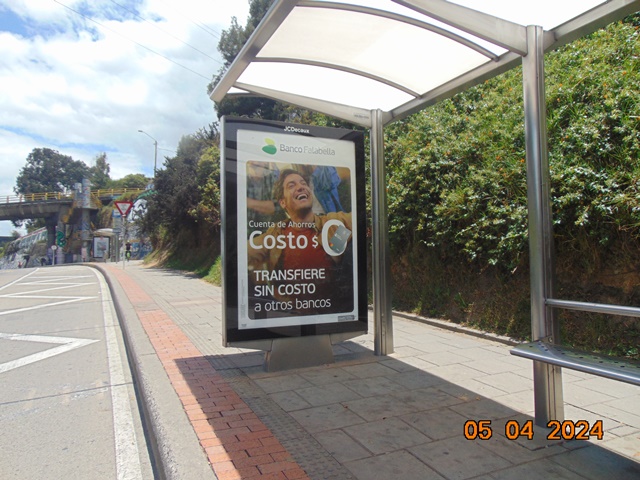 JCDecaux
Banco Falabella
Cuenta de Ahorros
Costo $0
TRANSFIERE
SIN COSTO
a otros bancos
05 04 2024